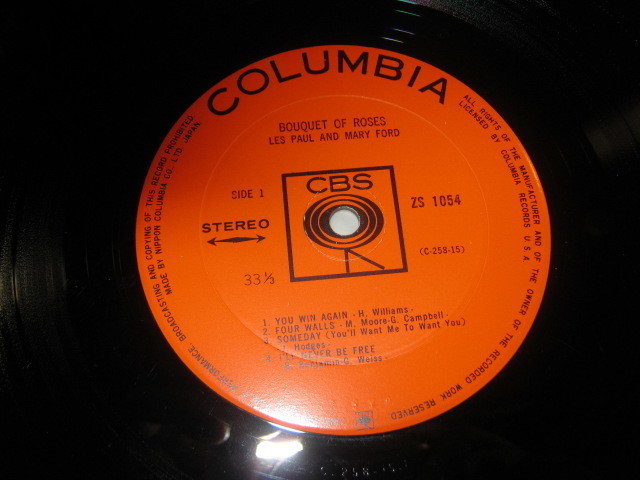 COLUMBIA
BOUQUET OF ROSES
LES PAUL AND MARY FORD
SIDE 1
CBS
ZS 1054
STEREO
(C-258-15)
33⅓
1. YOU WIN AGAIN - H. Williams -
2. FOUR WALLS - M. Moore-G. Campbell -
3. SOMEDAY (You'll Want Me To Want You)
Hodges -
4. I'LL NEVER BE FREE
Benjamin-G. Weiss -
ALL RIGHTS OF THE MANUFACTURER AND OF THE OWNER OF THE RECORDED WORK RESERVED
LICENSED BY COLUMBIA RECORDS U.S.A.
PERFORMANCE, BROADCASTING AND COPYING OF THIS RECORD PROHIBITED
MADE BY NIPPON COLUMBIA CO., LTD. JAPAN